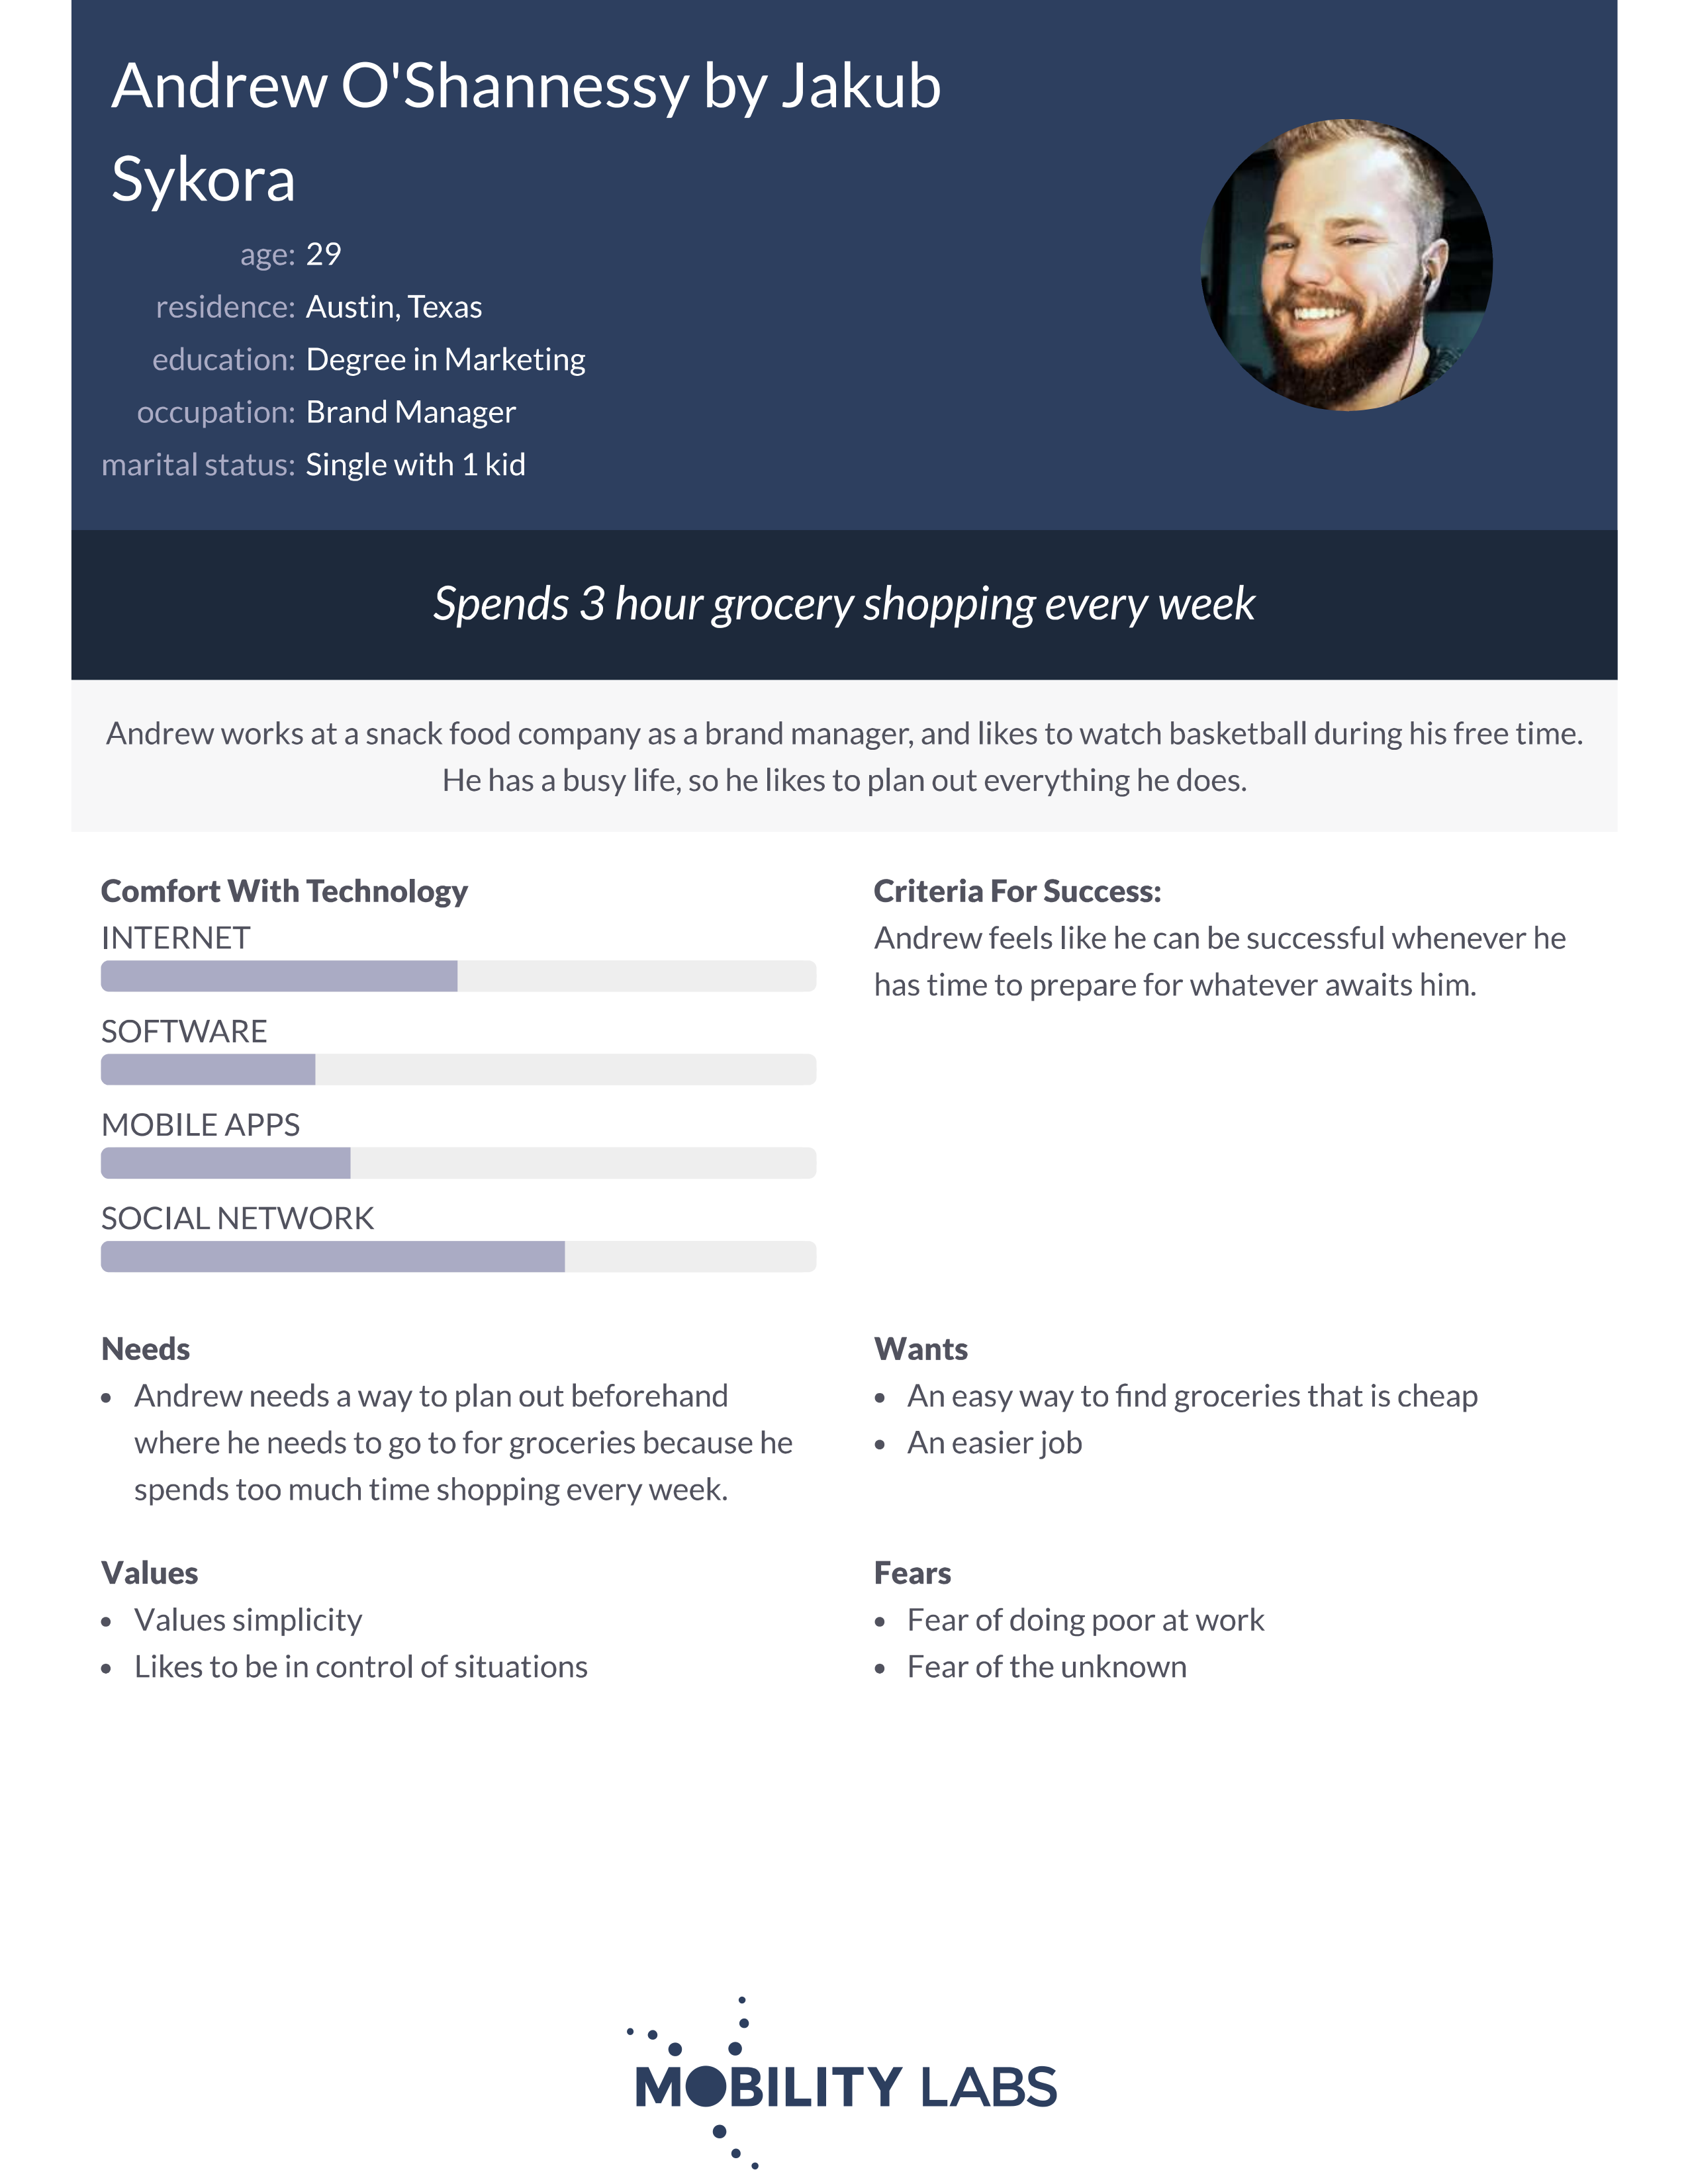 Andrew O'Shannessy by Jakub
Sykora
age: 29
residence: Austin, Texas
education: Degree in Marketing
occupation: Brand Manager
marital status: Single with 1 kid
Spends 3 hour grocery shopping every week
Andrew works at a snack food company as a brand manager, and likes to watch basketball during his free time.
He has a busy life, so he likes to plan out everything he does.
Comfort With Technology
INTERNET
SOFTWARE
MOBILE APPS
SOCIAL NETWORK
Criteria For Success:
Andrew feels like he can be successful whenever he
has time to prepare for whatever awaits him.
Needs
• Andrew needs a way to plan out beforehand
where he needs to go to for groceries because he
spends too much time shopping every week.
Wants
• An easy way to find groceries that is cheap
• An easier job
Values
• Values simplicity
• Likes to be in control of situations
Fears
• Fear of doing poor at work
• Fear of the unknown
MOBILITY LABS